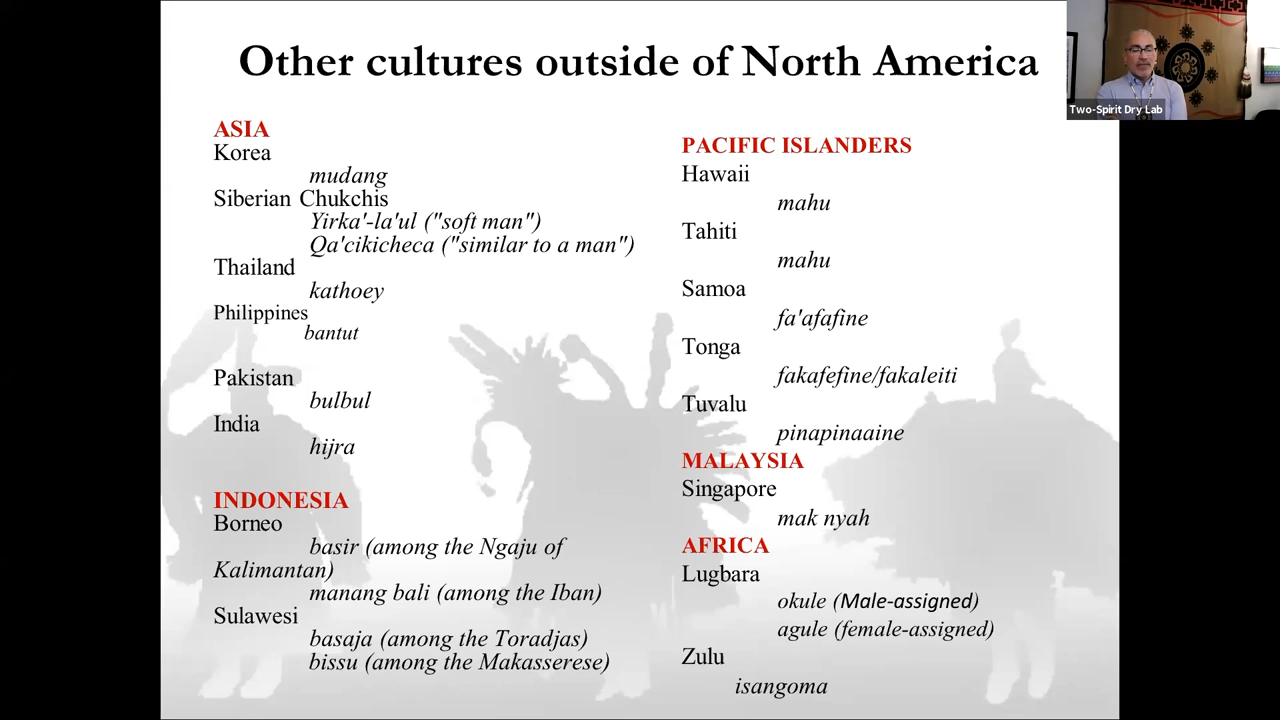 Other cultures outside of North America
Two-Spirit Dry Lab
ASIA
Korea
mudang
Siberian Chukchis
Yirka'-la'ul ("soft man")
Qa'cikicheca ("similar to a man")
Thailand
kathoey
Philippines
bantut
Pakistan
bulbul
India
hijra
INDONESIA
Borneo
basir (among the Ngaju of
Kalimantan)
manang bali (among the Iban)
Sulawesi
basaja (among the Toradjas)
bissu (among the Makasserese)
PACIFIC ISLANDERS
Hawaii
mahu
Tahiti
mahu
Samoa
fa'afafine
Tonga
fakafefine/fakaleiti
Tuvalu
pinapinaaine
MALAYSIA
Singapore
mak nyah
AFRICA
Lugbara
okule (Male-assigned)
agule (female-assigned)
Zulu
isangoma